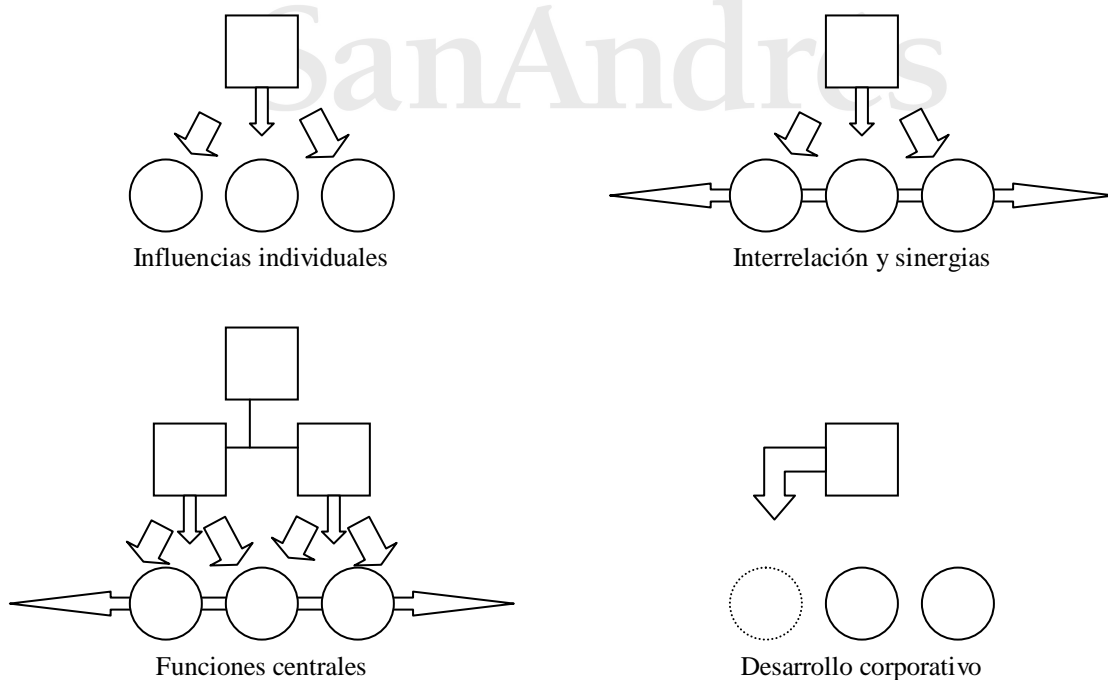 SanAndrés
Influencias individuales
Interrelación y sinergias
Funciones centrales
Desarrollo corporativo